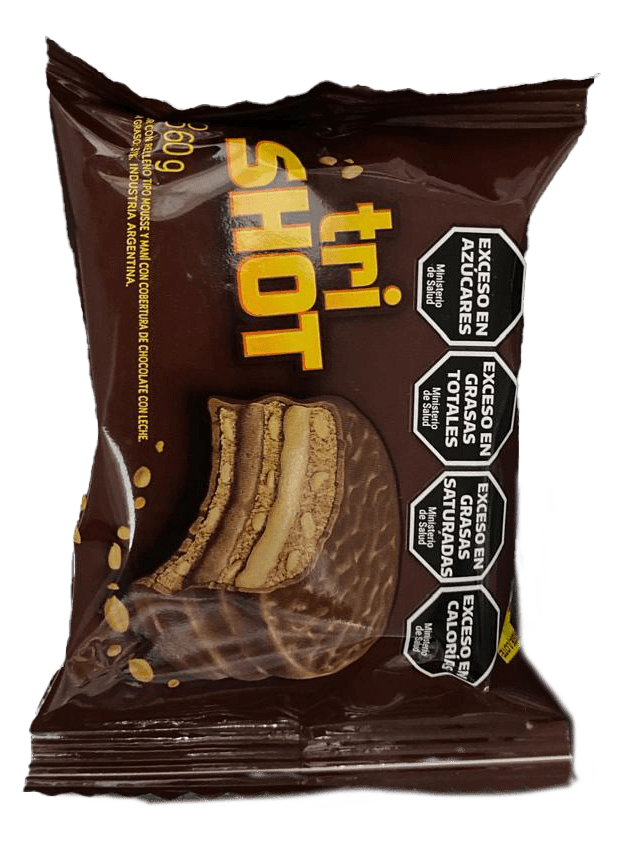 tri
SHOT
EXCESO EN
AZÚCARES
Ministerio
de Salud
EXCESO EN
GRASAS
TOTALES
Ministerio
de Salud
EXCESO EN
GRASAS
SATURADAS
Ministerio
de Salud
EXCESO EN
CALORÍAS
Ministerio
de Salud
60 g
CON RELLENO TIPO MOUSSE Y MANÍ CON COBERTURA DE CHOCOLATE CON LECHE.
INDUSTRIA ARGENTINA.